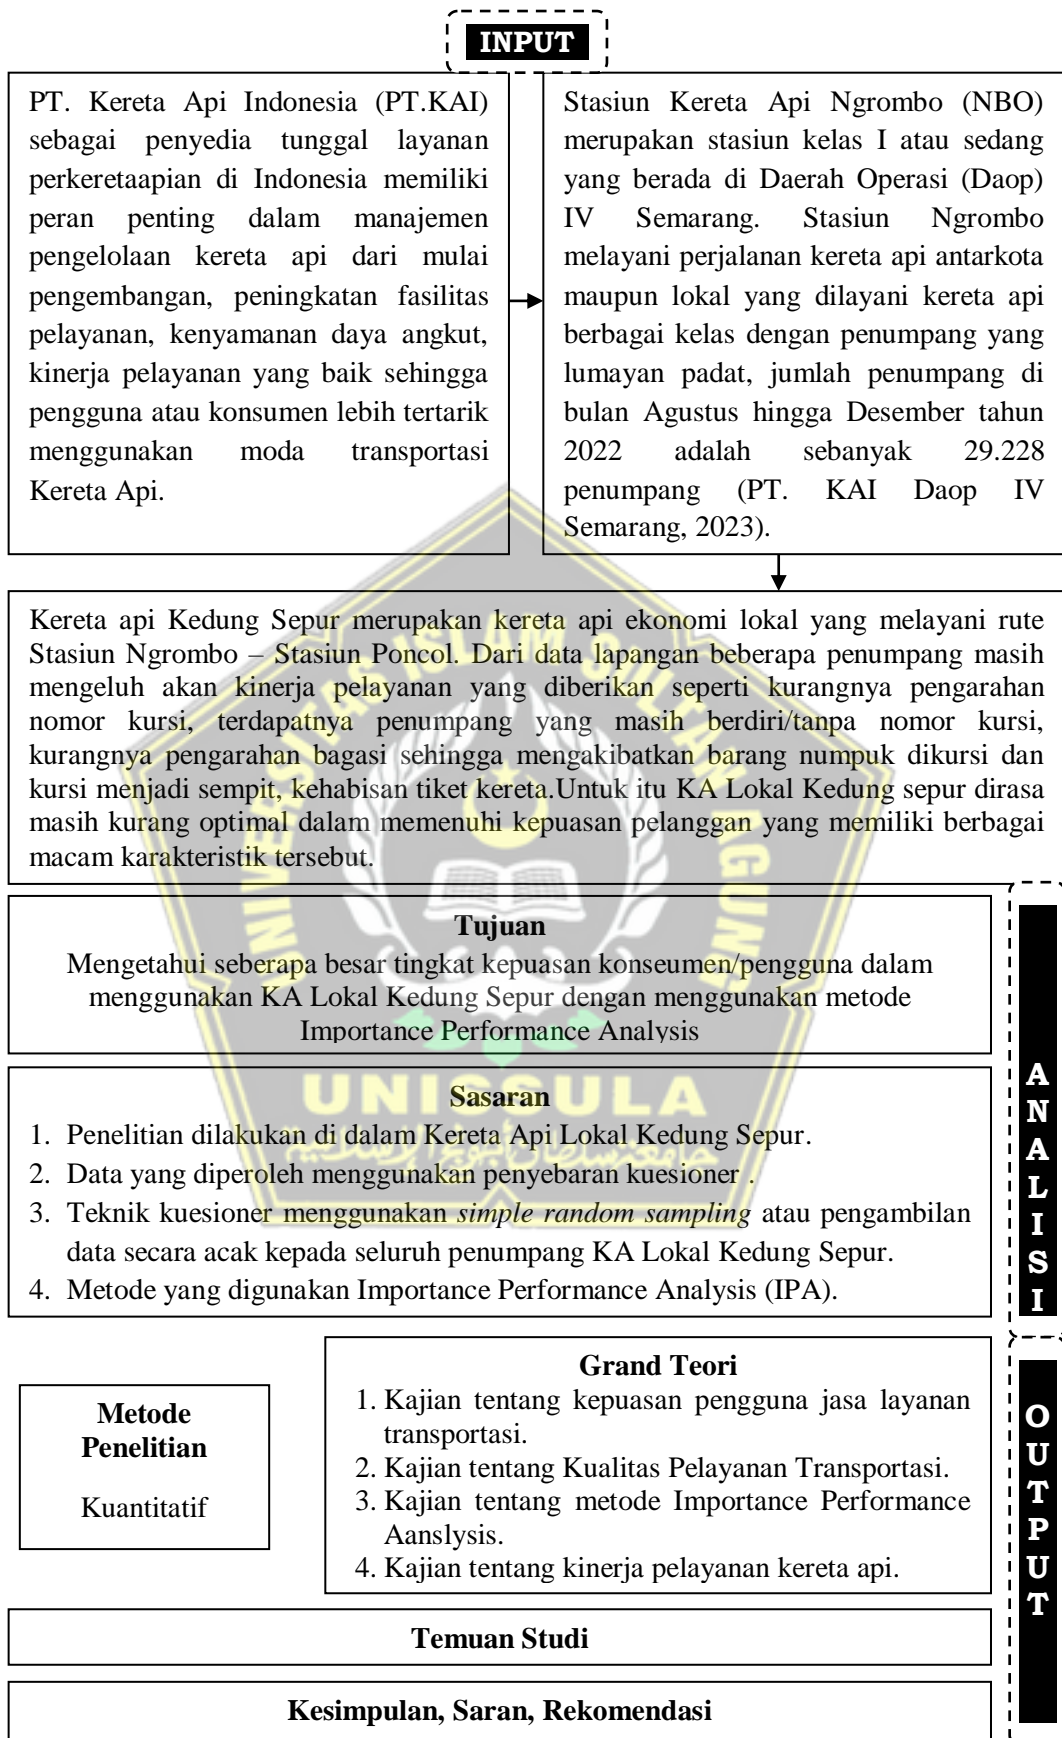 INPUT
PT. Kereta Api Indonesia (PT.KAI)
sebagai penyedia tunggal layanan
perkeretaapian di Indonesia memiliki
peran penting dalam manajemen
pengelolaan kereta api dari mulai
pengembangan, peningkatan fasilitas
pelayanan, kenyamanan daya angkut,
kinerja pelayanan yang baik sehingga
pengguna atau konsumen lebih tertarik
menggunakan moda transportasi
Kereta Api.
Stasiun Kereta Api Ngrombo (NBO)
merupakan stasiun kelas I atau sedang
yang berada di Daerah Operasi (Daop)
IV Semarang. Stasiun Ngrombo
melayani perjalanan kereta api antarkota
maupun lokal yang dilayani kereta api
berbagai kelas dengan penumpang yang
lumayan padat, jumlah penumpang di
bulan Agustus hingga Desember tahun
2022 adalah sebanyak 29.228
penumpang (PT. KAI Daop IV
Semarang, 2023).
Kereta api Kedung Sepur merupakan kereta api ekonomi lokal yang melayani rute
Stasiun Ngrombo – Stasiun Poncol. Dari data lapangan beberapa penumpang masih
mengeluh akan kinerja pelayanan yang diberikan seperti kurangnya pengarahan
nomor kursi, terdapatnya penumpang yang masih berdiri/tanpa nomor kursi,
kurangnya pengarahan bagasi sehingga mengakibatkan barang numpuk dikursi dan
kursi menjadi sempit, kehabisan tiket kereta.Untuk itu KA Lokal Kedung sepur dirasa
masih kurang optimal dalam memenuhi kepuasan pelanggan yang memiliki berbagai
macam karakteristik tersebut.
Tujuan
Mengetahui seberapa besar tingkat kepuasan konseumen/pengguna dalam
menggunakan KA Lokal Kedung Sepur dengan menggunakan metode
Importance Performance Analysis
Sasaran
1. Penelitian dilakukan di dalam Kereta Api Lokal Kedung Sepur.
2. Data yang diperoleh menggunakan penyebaran kuesioner .
3. Teknik kuesioner menggunakan simple random sampling atau pengambilan
data secara acak kepada seluruh penumpang KA Lokal Kedung Sepur.
4. Metode yang digunakan Importance Performance Analysis (IPA).
ANALISI
Metode
Penelitian
Kuantitatif
Grand Teori
1. Kajian tentang kepuasan pengguna jasa layanan
transportasi.
2. Kajian tentang Kualitas Pelayanan Transportasi.
3. Kajian tentang metode Importance Performance
Aanslysis.
4. Kajian tentang kinerja pelayanan kereta api.
OUTPUT
Temuan Studi
Kesimpulan, Saran, Rekomendasi
UNIVERSITAS ISLAM SULTAN AGUNG
UNISSULA
جامعة سلطان أجونج الإسلامية